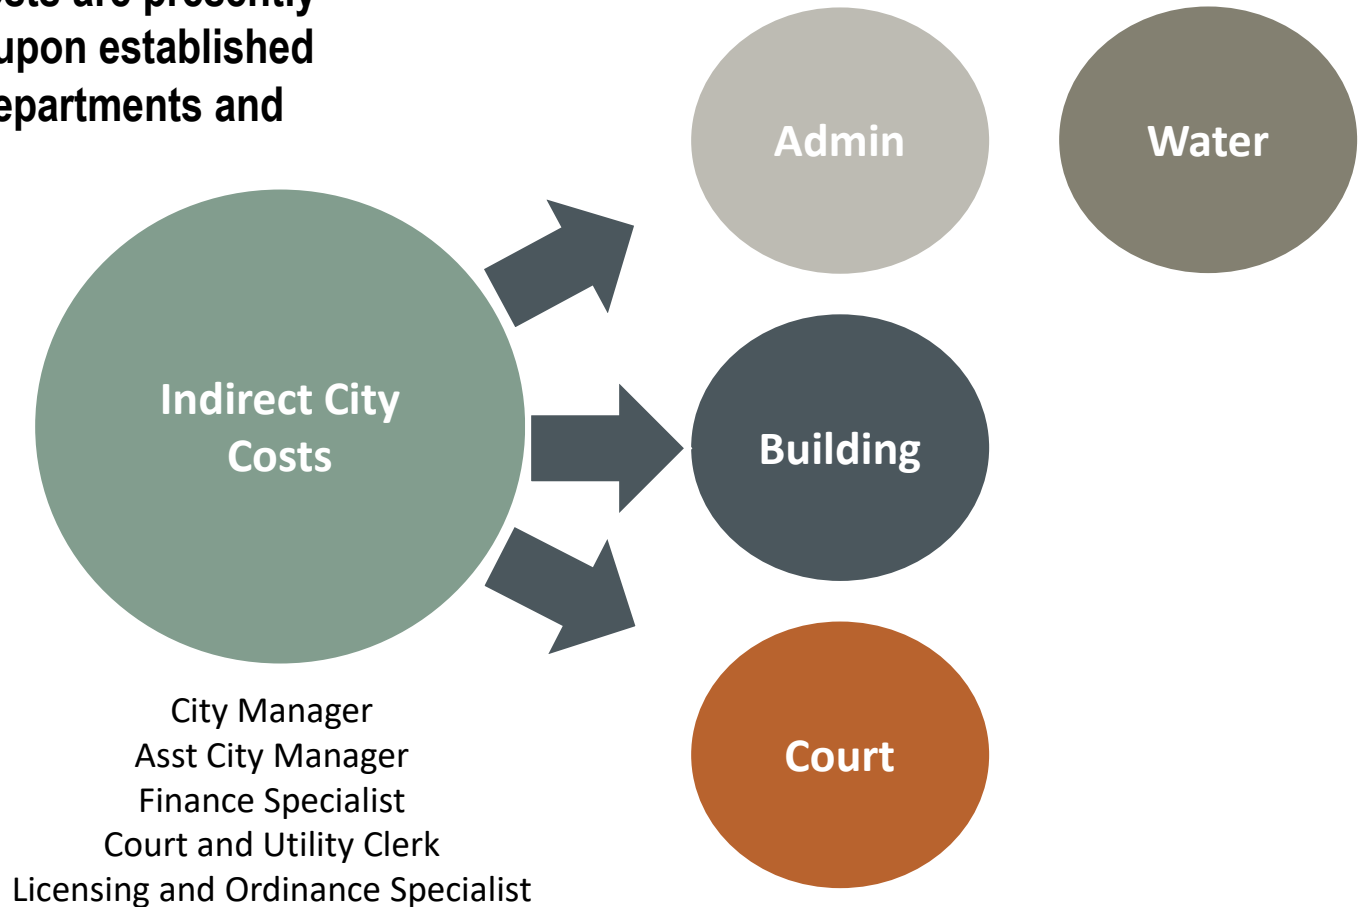 upon established
epartments and
Admin
Water
Indirect City
Costs
Building
Court
City Manager
Asst City Manager
Finance Specialist
Court and Utility Clerk
Licensing and Ordinance Specialist